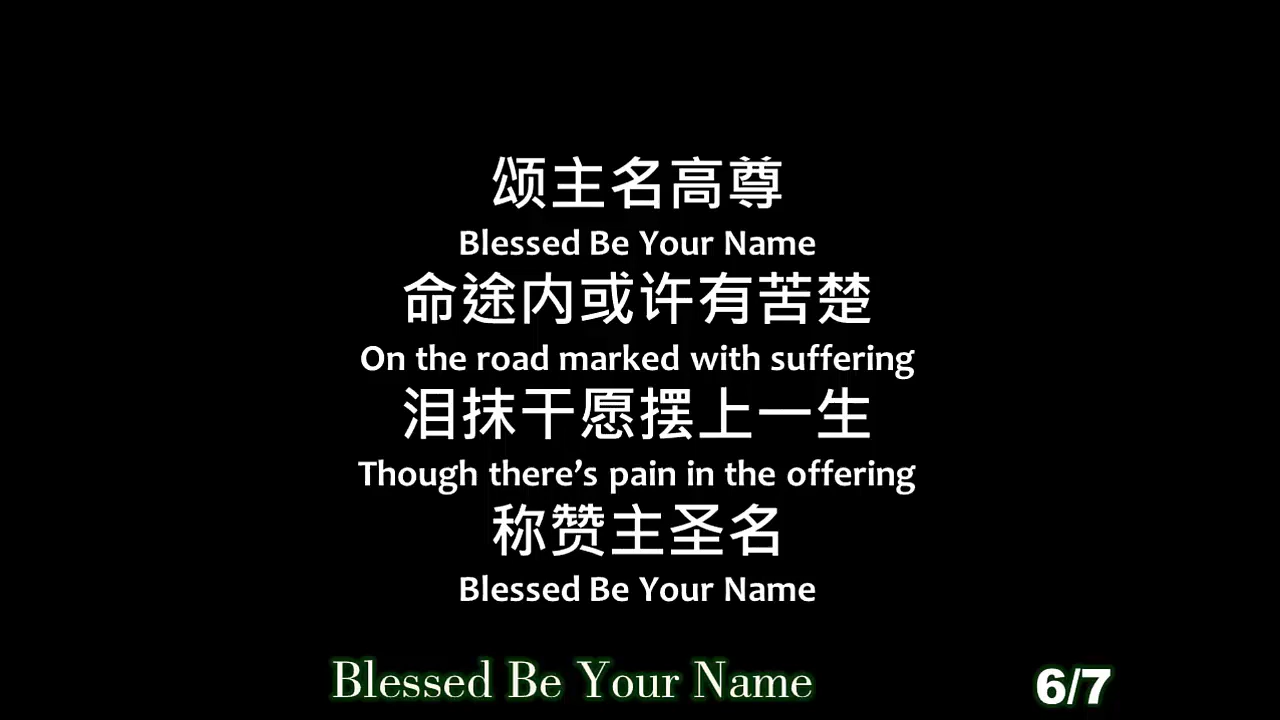 颂主名高尊
Blessed Be Your Name
命途内或许有苦楚
On the road marked with suffering
泪抹干愿摆上一生
Though there’s pain in the offering
称赞主圣名
Blessed Be Your Name
Blessed Be Your Name
6/7